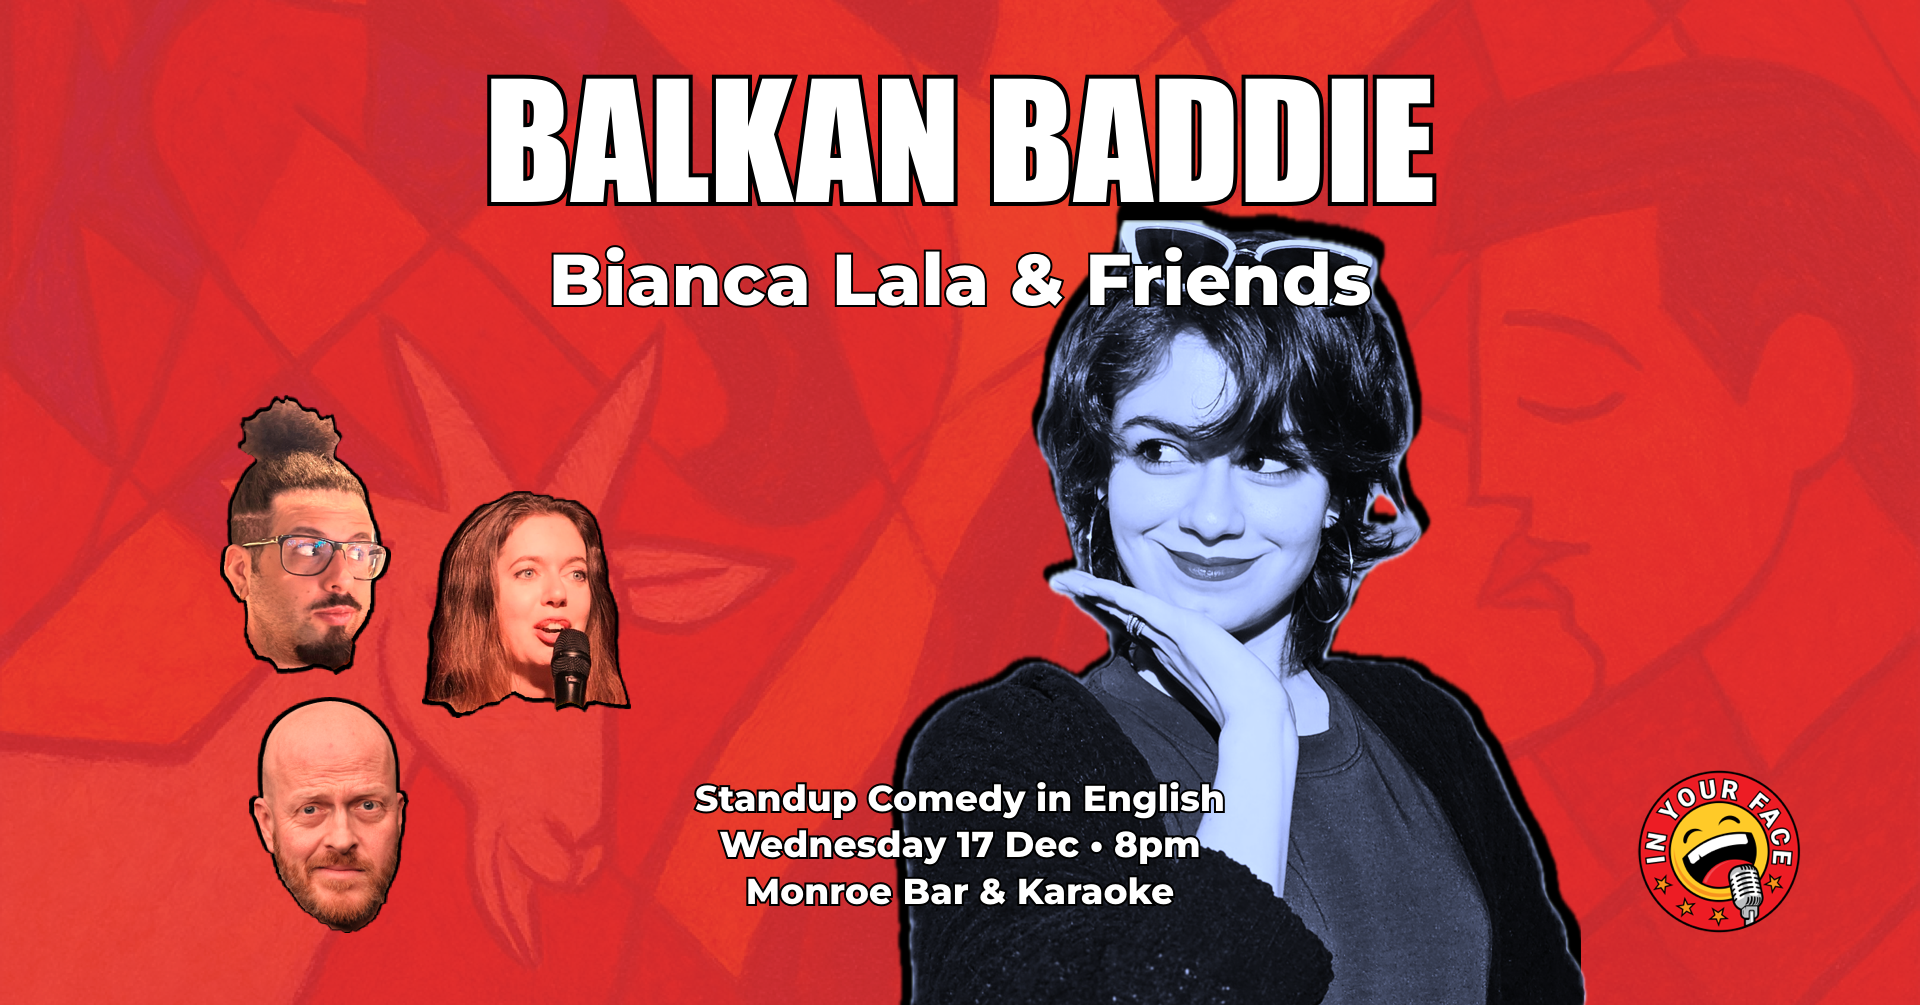 BALKAN BADDIE
Bianca Lala & Friends
Standup Comedy in English
Wednesday 17 Dec • 8pm
Monroe Bar & Karaoke
IN YOUR FACE